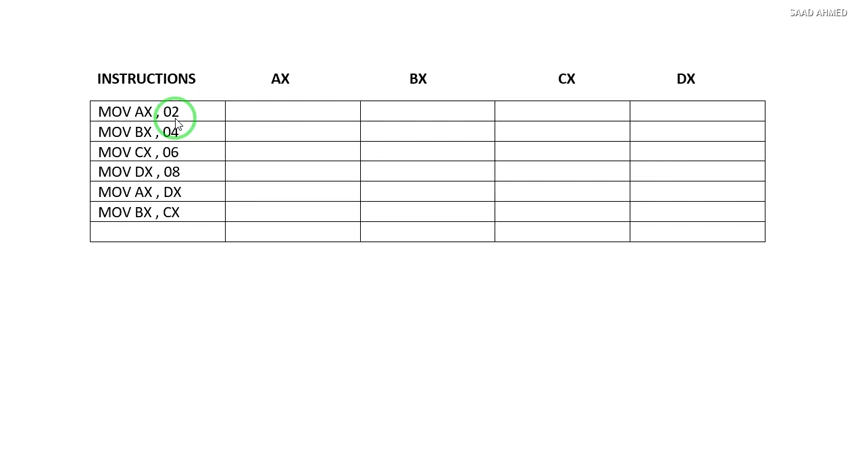 SAAD AHMED
INSTRUCTIONS AX BX CX DX
MOV AX , 02
MOV BX , 04
MOV CX , 06
MOV DX , 08
MOV AX , DX
MOV BX , CX